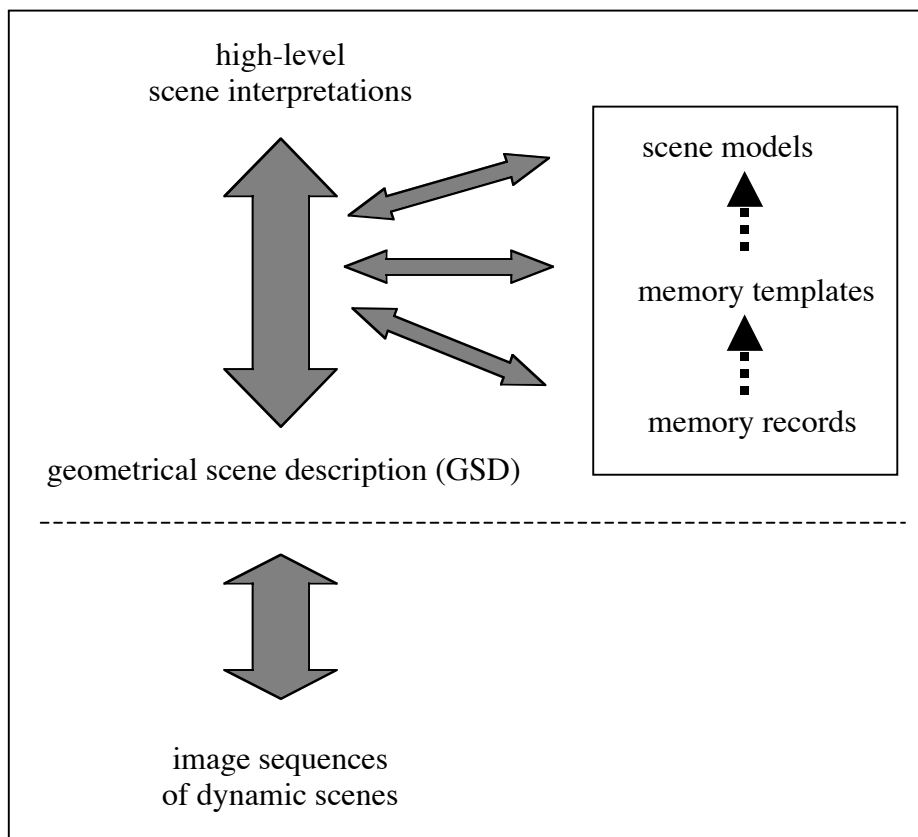 high-level
scene interpretations
scene models
memory templates
memory records
geometrical scene description (GSD)
image sequences
of dynamic scenes